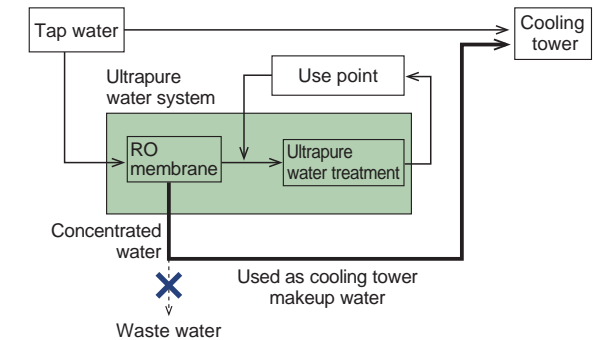 Tap water
Cooling
tower
Ultrapure
water system
Use point
RO
membrane
Ultrapure
water treatment
Concentrated
water
Used as cooling tower
makeup water
Waste water